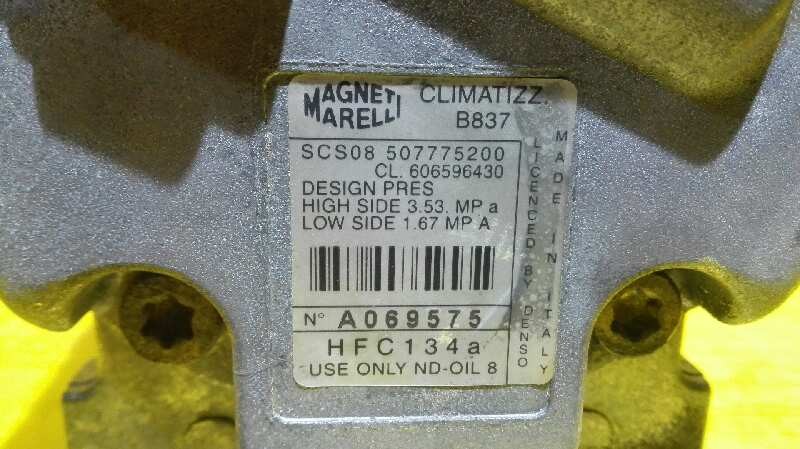 MAGNETI
MARELLI
CLIMATIZZ.
B837
SCS08 507775200
CL. 606596430
DESIGN PRES
HIGH SIDE 3.53. MP a
LOW SIDE 1.67 MP A
N° A069575
HFC134a
USE ONLY ND-OIL 8
LICENCED BY DENSO
MADE IN ITALY